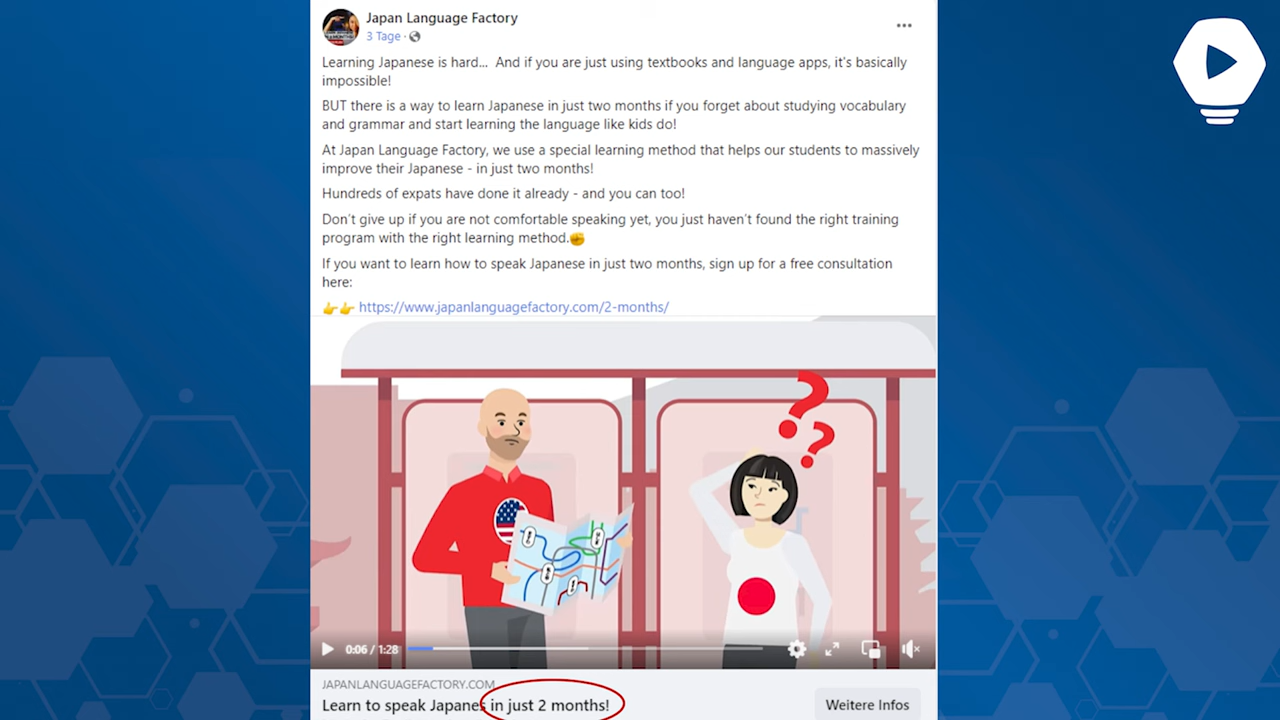 Japan Language Factory
3 Tage ·
Learning Japanese is hard... And if you are just using textbooks and language apps, it's basically
impossible!
BUT there is a way to learn Japanese in just two months if you forget about studying vocabulary
and grammar and start learning the language like kids do!
At Japan Language Factory, we use a special learning method that helps our students to massively
improve their Japanese - in just two months!
Hundreds of expats have done it already - and you can too!
Don't give up if you are not comfortable speaking yet, you just haven't found the right training
program with the right learning method.
If you want to learn how to speak Japanese in just two months, sign up for a free consultation
here:
https://www.japanlanguagefactory.com/2-months/
??
0:06 / 1:28
JAPANLANGUAGEFACTORY.COM
Learn to speak Japanes in just 2 months!
Weitere Infos